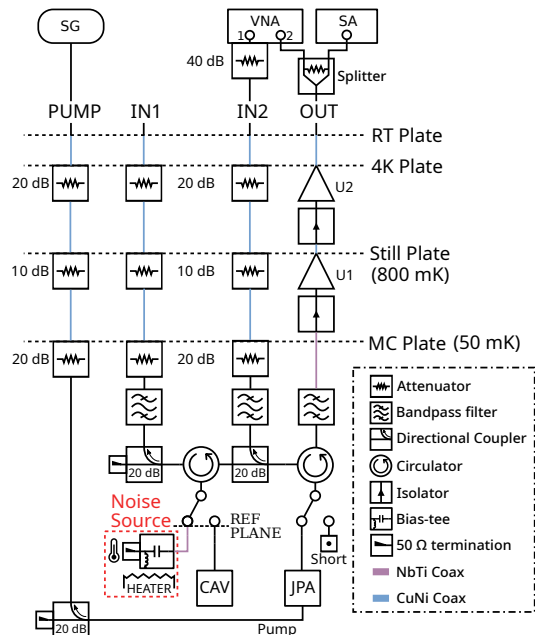 SG
VNA
1
2
SA
40 dB
Splitter
PUMP
IN1
IN2
OUT
RT Plate
4K Plate
20 dB
20 dB
U2
Still Plate
(800 mK)
10 dB
10 dB
U1
MC Plate (50 mK)
20 dB
20 dB
Attenuator
Bandpass filter
Directional Coupler
Circulator
Isolator
Bias-tee
50 Ω termination
NbTi Coax
CuNi Coax
20 dB
20 dB
Noise
Source
REF
PLANE
HEATER
CAV
JPA
Short
20 dB
Pump